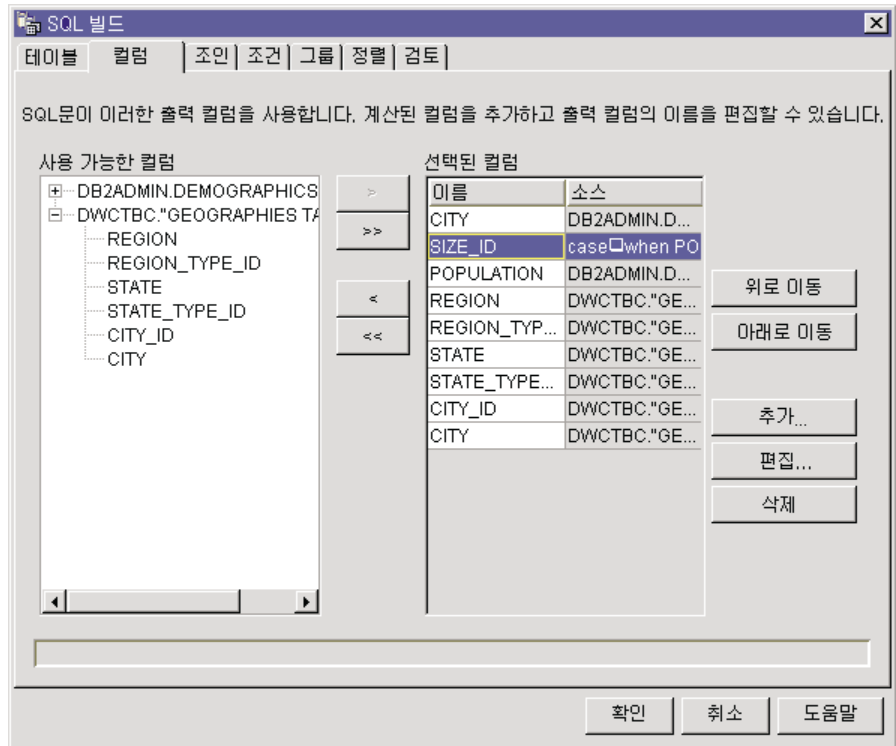 SQL 빌드
테이블 컬럼 조인 조건 그룹 정렬 검토
SQL문이 이러한 출력 컬럼을 사용합니다. 계산된 컬럼을 추가하고 출력 컬럼의 이름을 편집할 수 있습니다.
사용 가능한 컬럼
DB2ADMIN.DEMOGRAPHICS
DWCTBC."GEOGRAPHIES TA
REGION
REGION_TYPE_ID
STATE
STATE_TYPE_ID
CITY_ID
CITY
>
>>
<
<<
선택된 컬럼
이름 소스
CITY DB2ADMIN.D...
SIZE_ID case□when PO
POPULATION DB2ADMIN.D...
REGION DWCTBC."GE...
REGION_TYP... DWCTBC."GE...
STATE DWCTBC."GE...
STATE_TYPE... DWCTBC."GE...
CITY_ID DWCTBC."GE...
CITY DWCTBC."GE...
위로 이동
아래로 이동
추가...
편집...
삭제
확인 취소 도움말